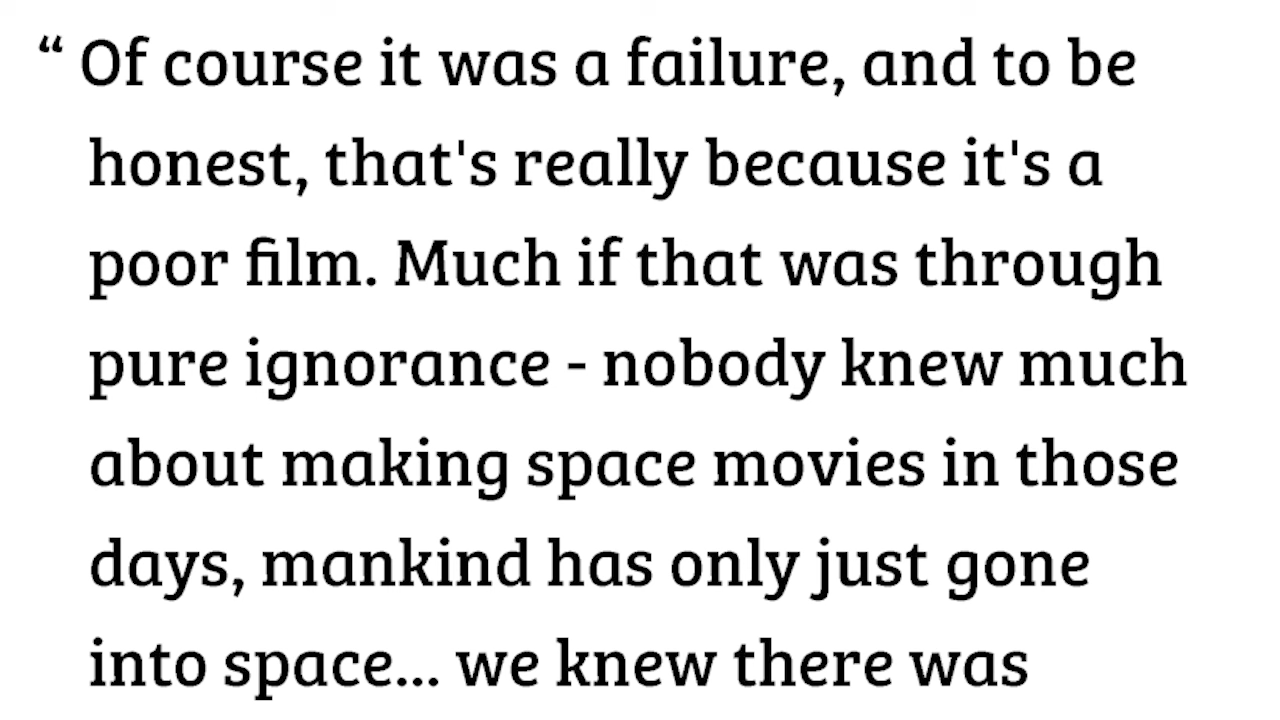 “ Of course it was a failure, and to be
honest, that's really because it's a
poor film. Much if that was through
pure ignorance - nobody knew much
about making space movies in those
days, mankind has only just gone
into space... we knew there was